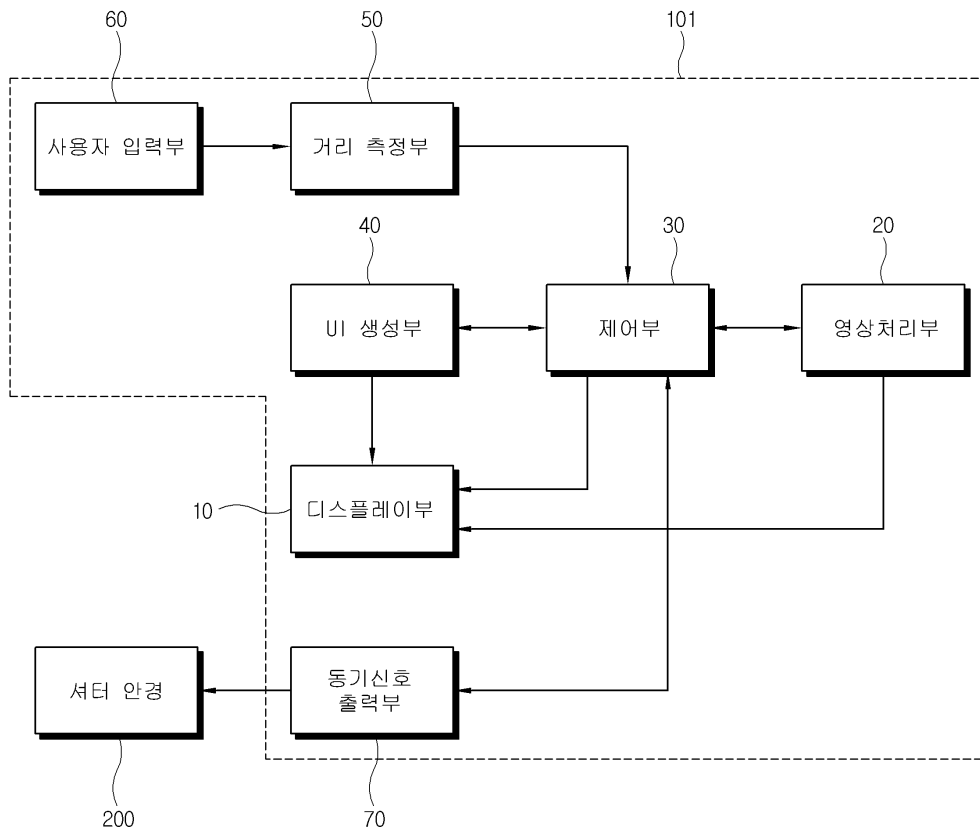 60
50
101
사용자 입력부
거리 측정부
40
30
20
UI 생성부
제어부
영상처리부
10
디스플레이부
셔터 안경
동기신호
출력부
200
70